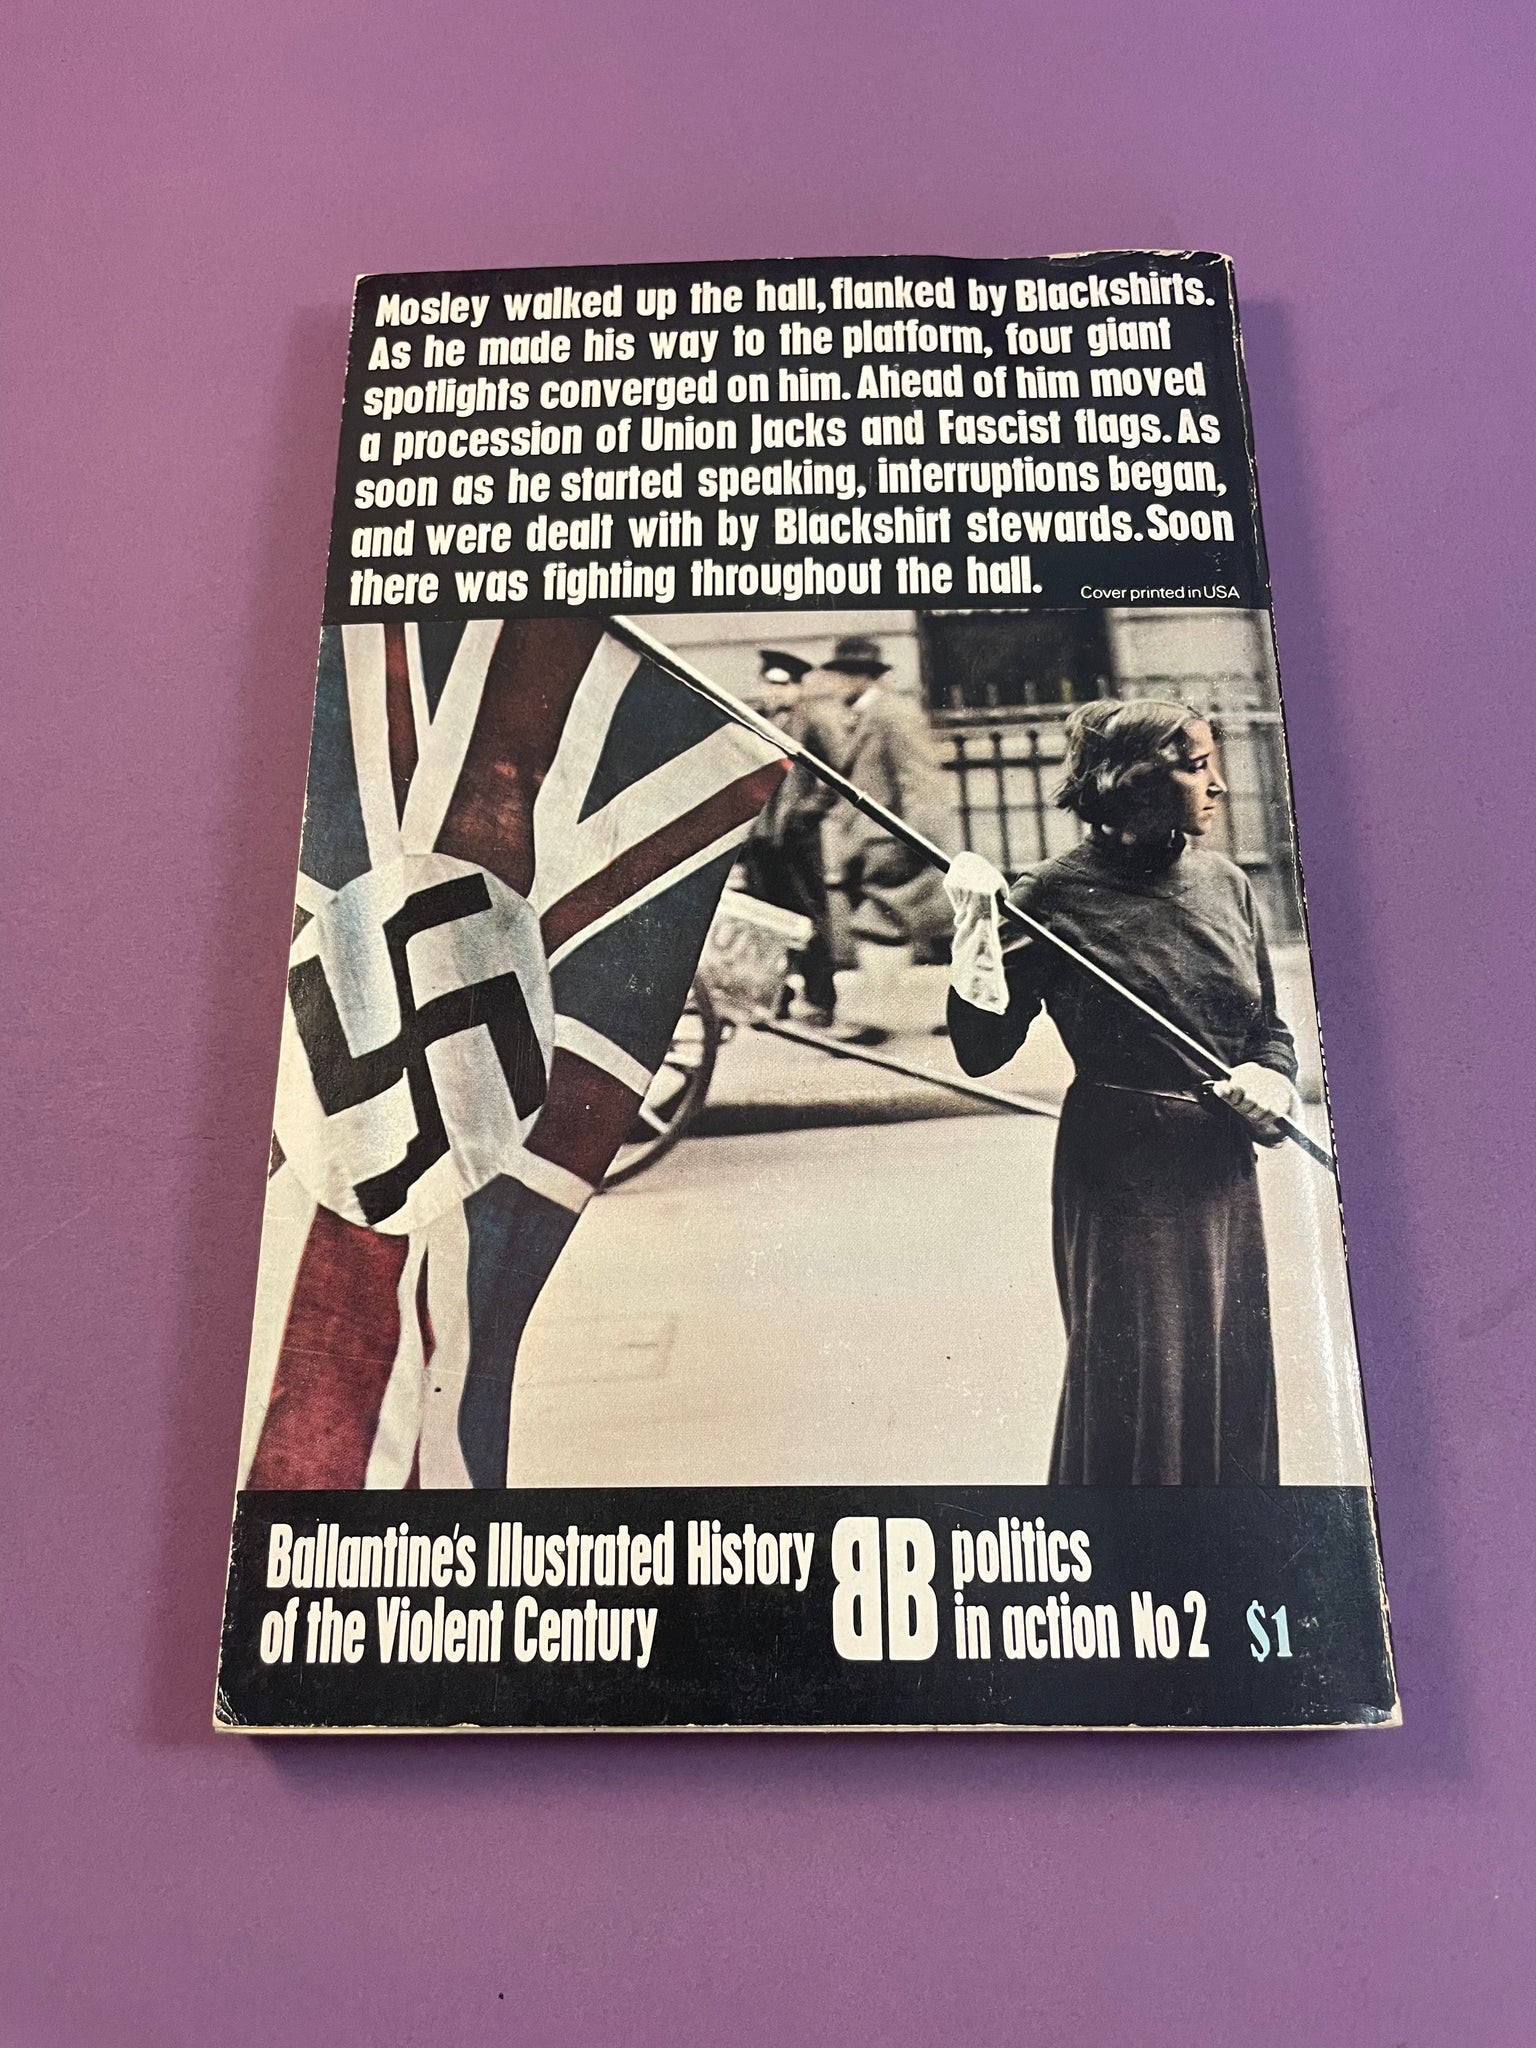 Mosley walked up the hall, flanked by Blackshirts.
As he made his way to the platform, four giant
spotlights converged on him. Ahead of him moved
a procession of Union Jacks and Fascist flags. As
soon as he started speaking, interruptions began,
and were dealt with by Blackshirt stewards. Soon
there was fighting throughout the hall.
Cover printed in USA
Ballantine's Illustrated History
of the Violent Century
BB
politics
in action No 2
$1